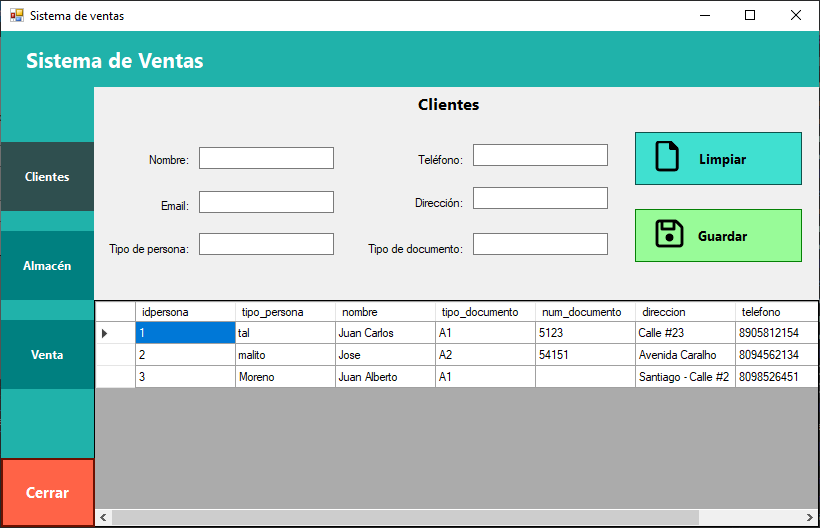 Sistema de ventas
Sistema de Ventas
Clientes
Almacén
Venta
Cerrar
Clientes
Nombre:
Teléfono:
Email:
Dirección:
Tipo de persona:
Tipo de documento:
Limpiar
Guardar
idpersona tipo_persona nombre tipo_documento num_documento direccion telefono
1 tal Juan Carlos A1 5123 Calle #23 8905812154
2 malito Jose A2 54151 Avenida Caralho 8094562134
3 Moreno Juan Alberto A1 Santiago - Calle #2 8098526451